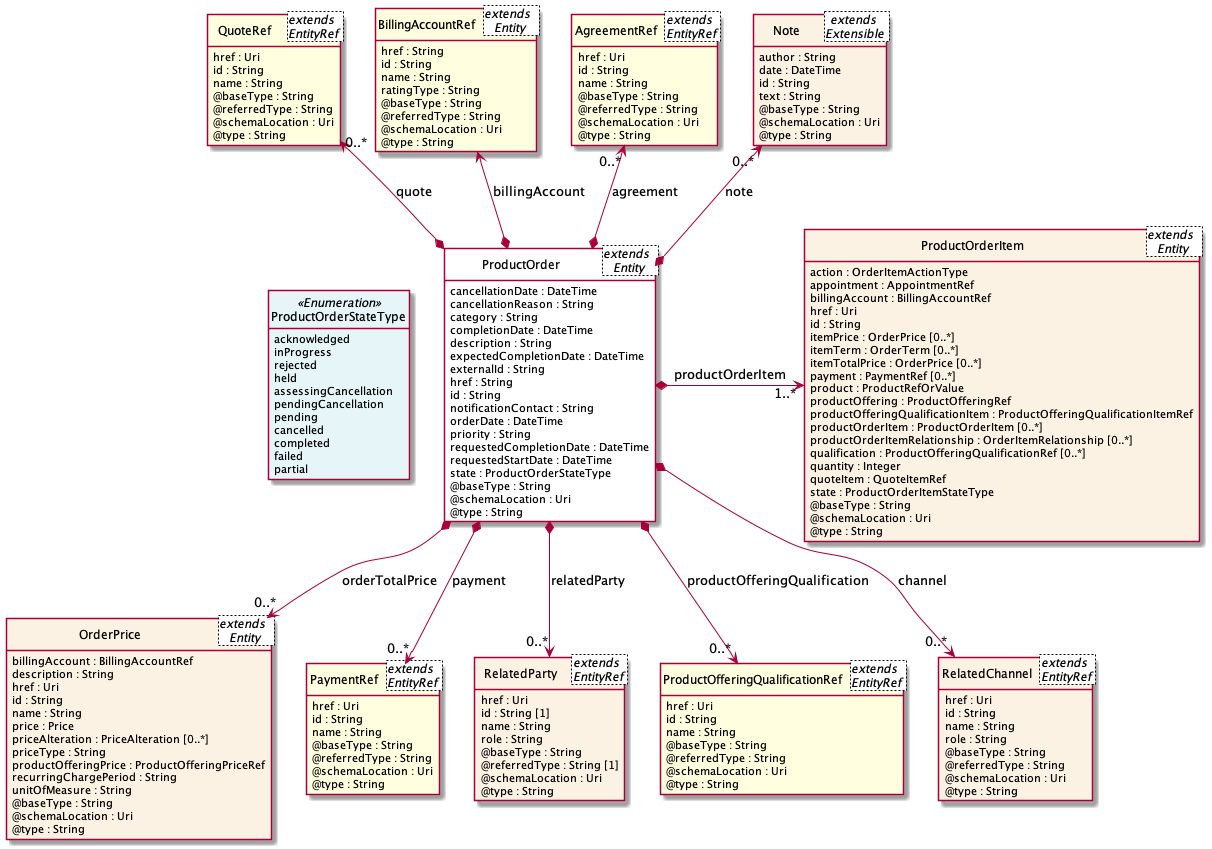 QuoteRef
extends
EntityRef
href : Uri
id : String
name : String
@baseType : String
@referredType : String
@schemaLocation : Uri
@type : String
BillingAccountRef
extends
Entity
href : String
id : String
name : String
ratingType : String
@baseType : String
@referredType : String
@schemaLocation : Uri
@type : String
AgreementRef
extends
EntityRef
href : Uri
id : String
name : String
@baseType : String
@referredType : String
@schemaLocation : Uri
@type : String
Note
extends
Extensible
author : String
date : DateTime
id : String
text : String
@baseType : String
@schemaLocation : Uri
@type : String
0..*
0..*
0..*
quote
billingAccount
agreement
note
ProductOrder
extends
Entity
cancellationDate : DateTime
cancellationReason : String
category : String
completionDate : DateTime
description : String
expectedCompletionDate : DateTime
externalId : String
href : String
id : String
notificationContact : String
orderDate : DateTime
priority : String
requestedCompletionDate : DateTime
requestedStartDate : DateTime
state : ProductOrderStateType
@baseType : String
@schemaLocation : Uri
@type : String
«Enumeration»
ProductOrderStateType
acknowledged
inProgress
rejected
held
assessingCancellation
pendingCancellation
pending
cancelled
completed
failed
partial
productOrderItem
1..*
ProductOrderItem
extends
Entity
action : OrderItemActionType
appointment : AppointmentRef
billingAccount : BillingAccountRef
href : Uri
id : String
itemPrice : OrderPrice [0..*]
itemTerm : OrderTerm [0..*]
itemTotalPrice : OrderPrice [0..*]
payment : PaymentRef [0..*]
product : ProductRefOrValue
productOffering : ProductOfferingRef
productOfferingQualificationItem : ProductOfferingQualificationItemRef
productOrderItem : ProductOrderItem [0..*]
productOrderItemRelationship : OrderItemRelationship [0..*]
qualification : ProductOfferingQualificationRef [0..*]
quantity : Integer
quoteItem : QuoteItemRef
state : ProductOrderItemStateType
@baseType : String
@schemaLocation : Uri
@type : String
orderTotalPrice
payment
relatedParty
productOfferingQualification
channel
0..*
0..*
0..*
0..*
0..*
OrderPrice
extends
Entity
billingAccount : BillingAccountRef
description : String
href : Uri
id : String
name : String
price : Price
priceAlteration : PriceAlteration [0..*]
priceType : String
productOfferingPrice : ProductOfferingPriceRef
recurringChargePeriod : String
unitOfMeasure : String
@baseType : String
@schemaLocation : Uri
@type : String
PaymentRef
extends
EntityRef
href : Uri
id : String
name : String
@baseType : String
@referredType : String
@schemaLocation : Uri
@type : String
RelatedParty
extends
EntityRef
href : Uri
id : String [1]
name : String
role : String
@baseType : String
@referredType : String [1]
@schemaLocation : Uri
@type : String
ProductOfferingQualificationRef
extends
EntityRef
href : Uri
id : String
name : String
@baseType : String
@referredType : String
@schemaLocation : Uri
@type : String
RelatedChannel
extends
EntityRef
href : Uri
id : String
name : String
role : String
@baseType : String
@referredType : String
@schemaLocation : Uri
@type : String